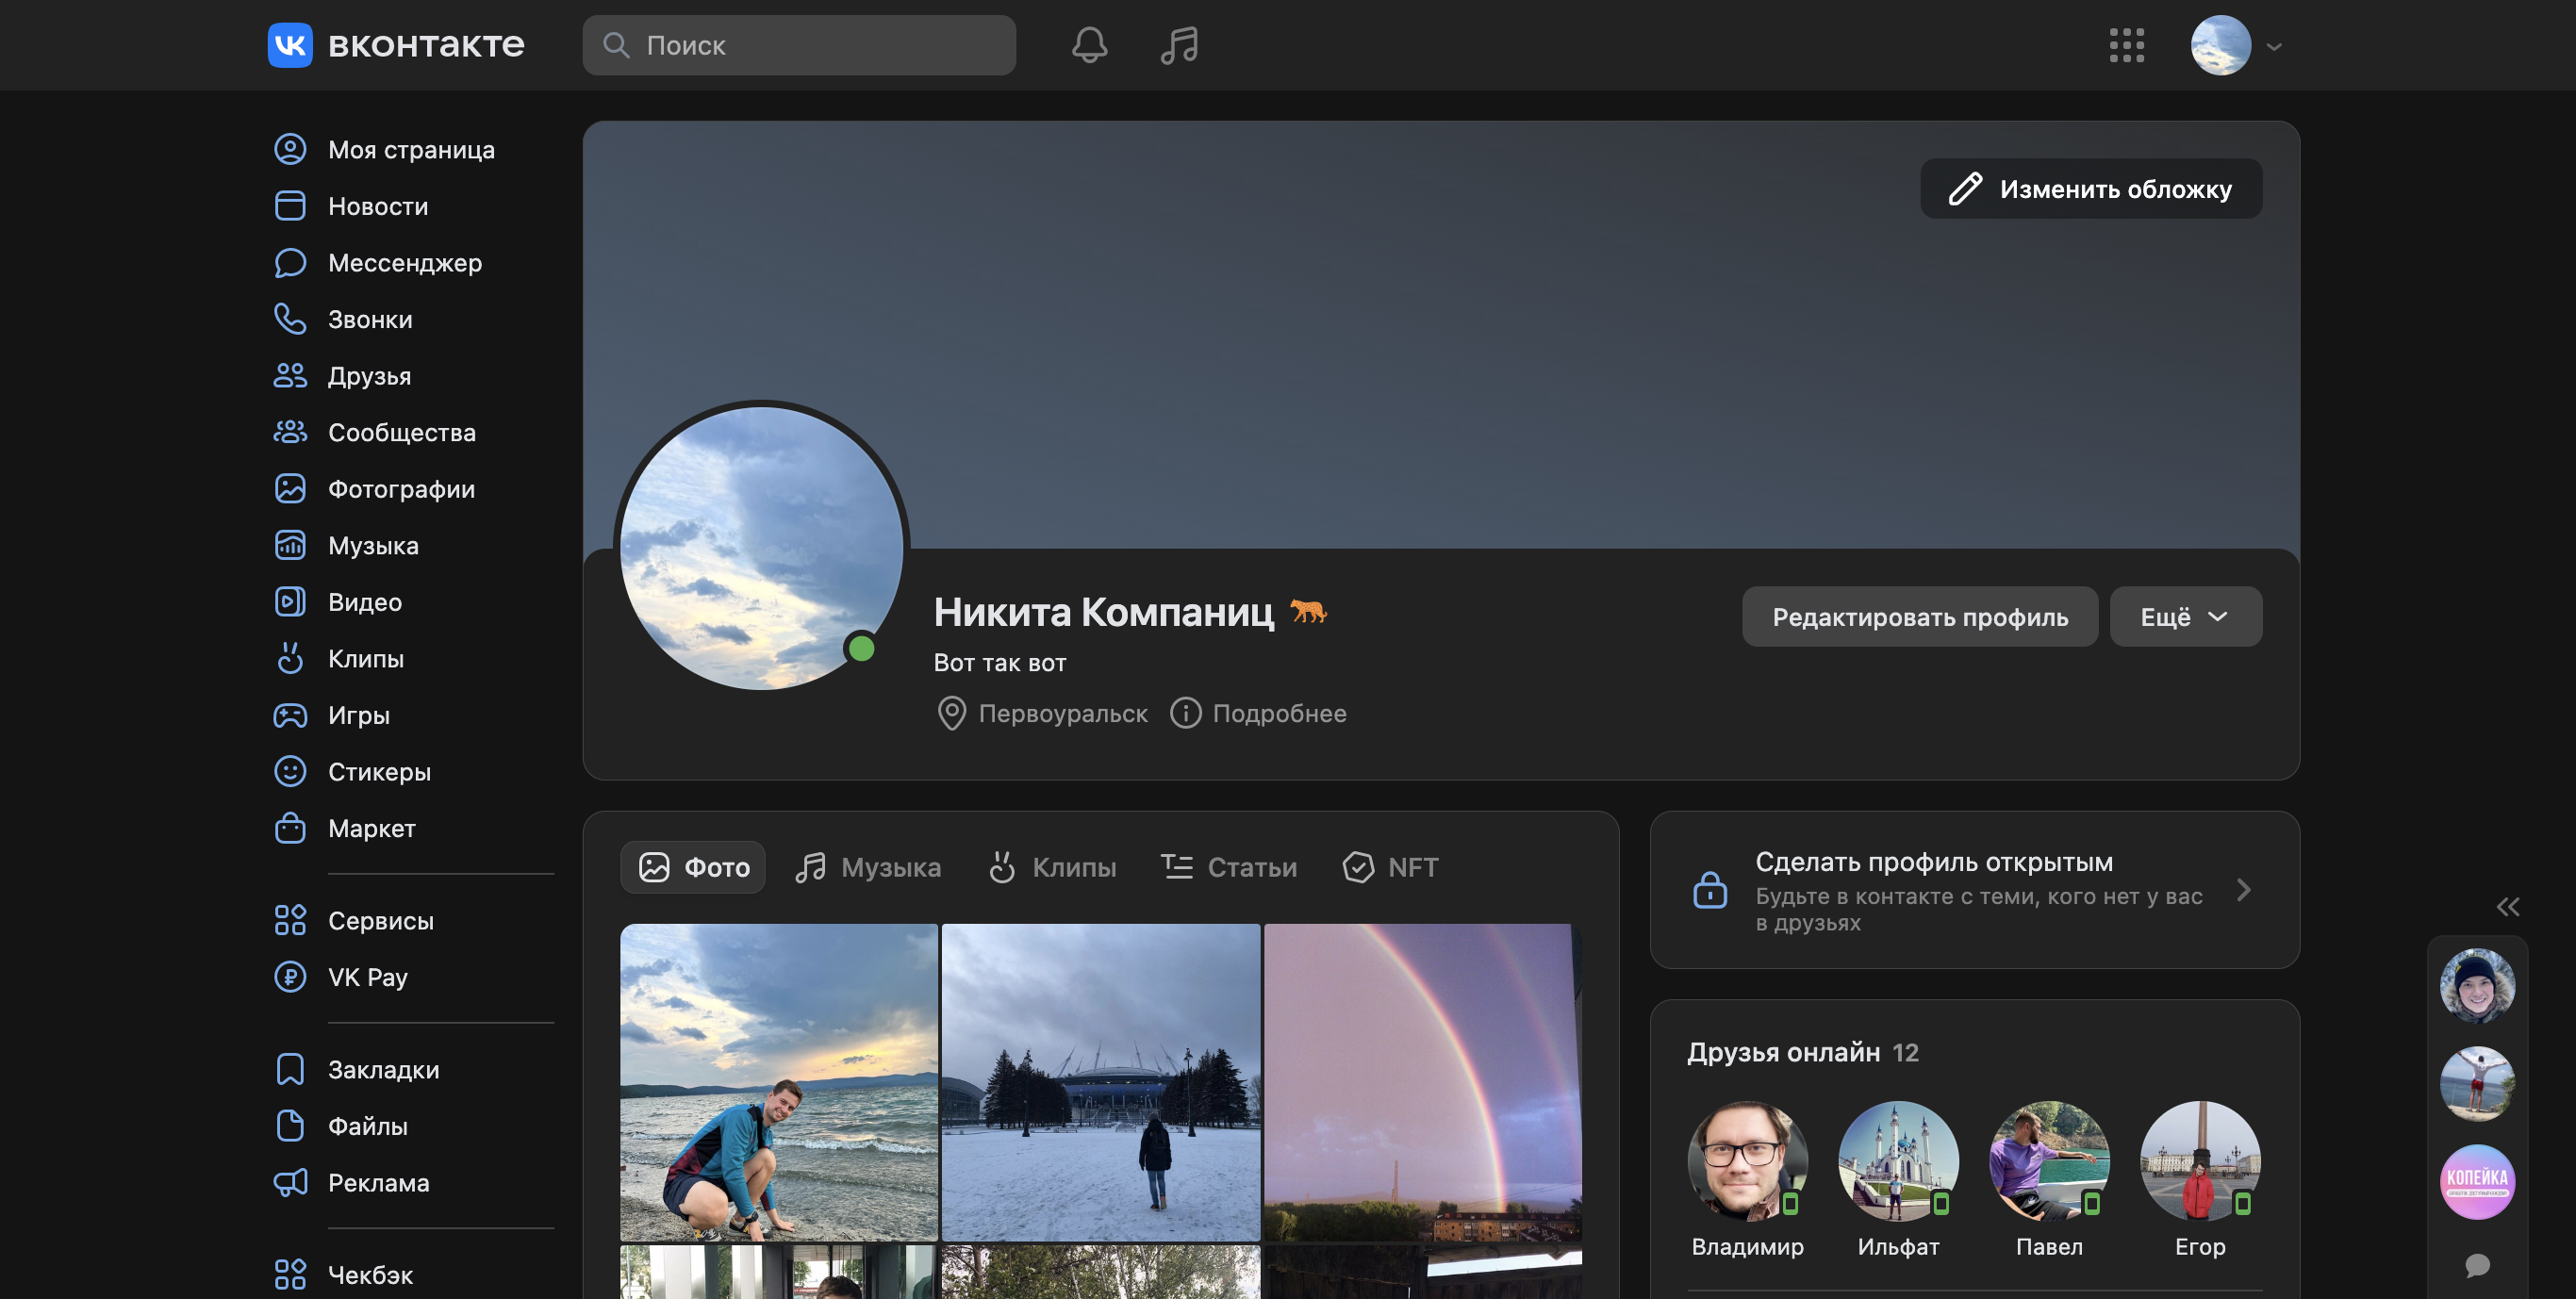 вконтакте
Поиск
Моя страница
Новости
Мессенджер
Звонки
Друзья
Сообщества
Фотографии
Музыка
Видео
Клипы
Игры
Стикеры
Маркет
Сервисы
VK Pay
Закладки
Файлы
Реклама
Чекбэк
Изменить обложку
Никита Компаниц
Вот так вот
Первоуральск Подробнее
Редактировать профиль
Ещё
Фото Музыка Клипы Статьи NFT
Сделать профиль открытым
Будьте в контакте с теми, кого нет у вас
в друзьях
Друзья онлайн 12
Владимир Ильфат Павел Егор
КОПЕЙКА